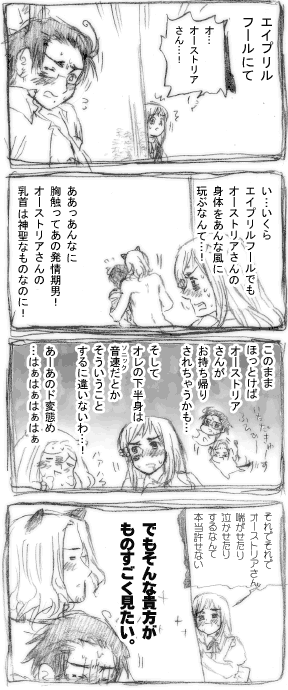 エイプリル
フールにて
オ…
オーストリア
さん…!
い…いくら
エイプリルフールでも
オーストリアさんの
身体をあんな風に
玩ぶなんて…!
ああっあんなに
胸触ってあの発情期男!
オーストリアさんの
乳首は神聖なものなのに!
このまま
ほっとけば
オーストリア
さんが
お持ち帰り
されちゃうかも…
そして
オレの下半身は
音速だとか
ソニック
そういうこと
するに違いないわ…!
あーあのド変態め
…はぁはぁはぁはぁ
それでそれで
オーストリアさん
喘がせたり
泣かせたり
するなんて
本当許せない
でもそんな貴方が
ものすごく見たい。